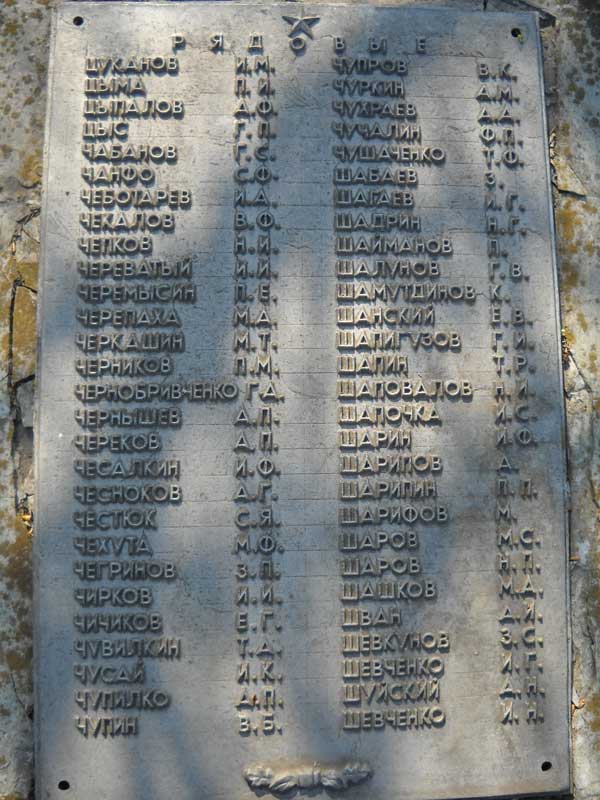 РЯДОВЫЕ
ЦУКАНОВ И.М.
ЦЫМА П.И.
ЦЫПАЛОВ Д.Ф.
ЦЫС Г.П.
ЧАБАНОВ Г.С.
ЧАНФО С.Ф.
ЧЕБОТАРЕВ И.А.
ЧЕКАЛОВ В.Ф.
ЧЕПКОВ Н.И.
ЧЕРЕВАТЫЙ И.И.
ЧЕРЕМЫСИН П.Е.
ЧЕРЕПАХА М.Д.
ЧЕРКАШИН М.Т.
ЧЕРНИКОВ П.М.
ЧЕРНОБРИВЧЕНКО Г.А.
ЧЕРНЫШЕВ А.П.
ЧЕРЕКОВ А.П.
ЧЕСАЛКИН И.Ф.
ЧЕСНОКОВ А.Г.
ЧЕСТЮК С.Я.
ЧЕХУТА М.Ф.
ЧЕГРИНОВ З.П.
ЧИРКОВ И.И.
ЧИЧИКОВ Е.Г.
ЧУВИЛКИН Т.А.
ЧУСАЙ И.К.
ЧУПИЛКО Д.П.
ЧУПИН В.Б.
ЧУПРОВ В.К.
ЧУРКИН А.М.
ЧУХРАЕВ А.А.
ЧУЧАЛИН Ф.П.
ЧУШАЧЕНКО Т.Ф.
ШАБАЕВ З.
ШАГАЕВ И.Г.
ШАДРИН Н.Г.
ШАЙМАНОВ П.
ШАЛУНОВ Г.В.
ШАМУТДИНОВ К.
ШАНСКИЙ Е.В.
ШАПИГУЗОВ Г.И.
ШАПИН Т.Р.
ШАПОВАЛОВ Н.И.
ШАПОЧКА И.С.
ШАРИН И.Ф.
ШАРИПОВ А.
ШАРИПИН П.П.
ШАРИФОВ М.
ШАРОВ М.С.
ШАРОВ Н.П.
ШАШКОВ М.Д.
ШВАН Д.Й.
ШЕВКУНОВ З.С.
ШЕВЧЕНКО И.Г.
ШУЙСКИЙ Д.Н.
ШЕВЧЕНКО И.Н.